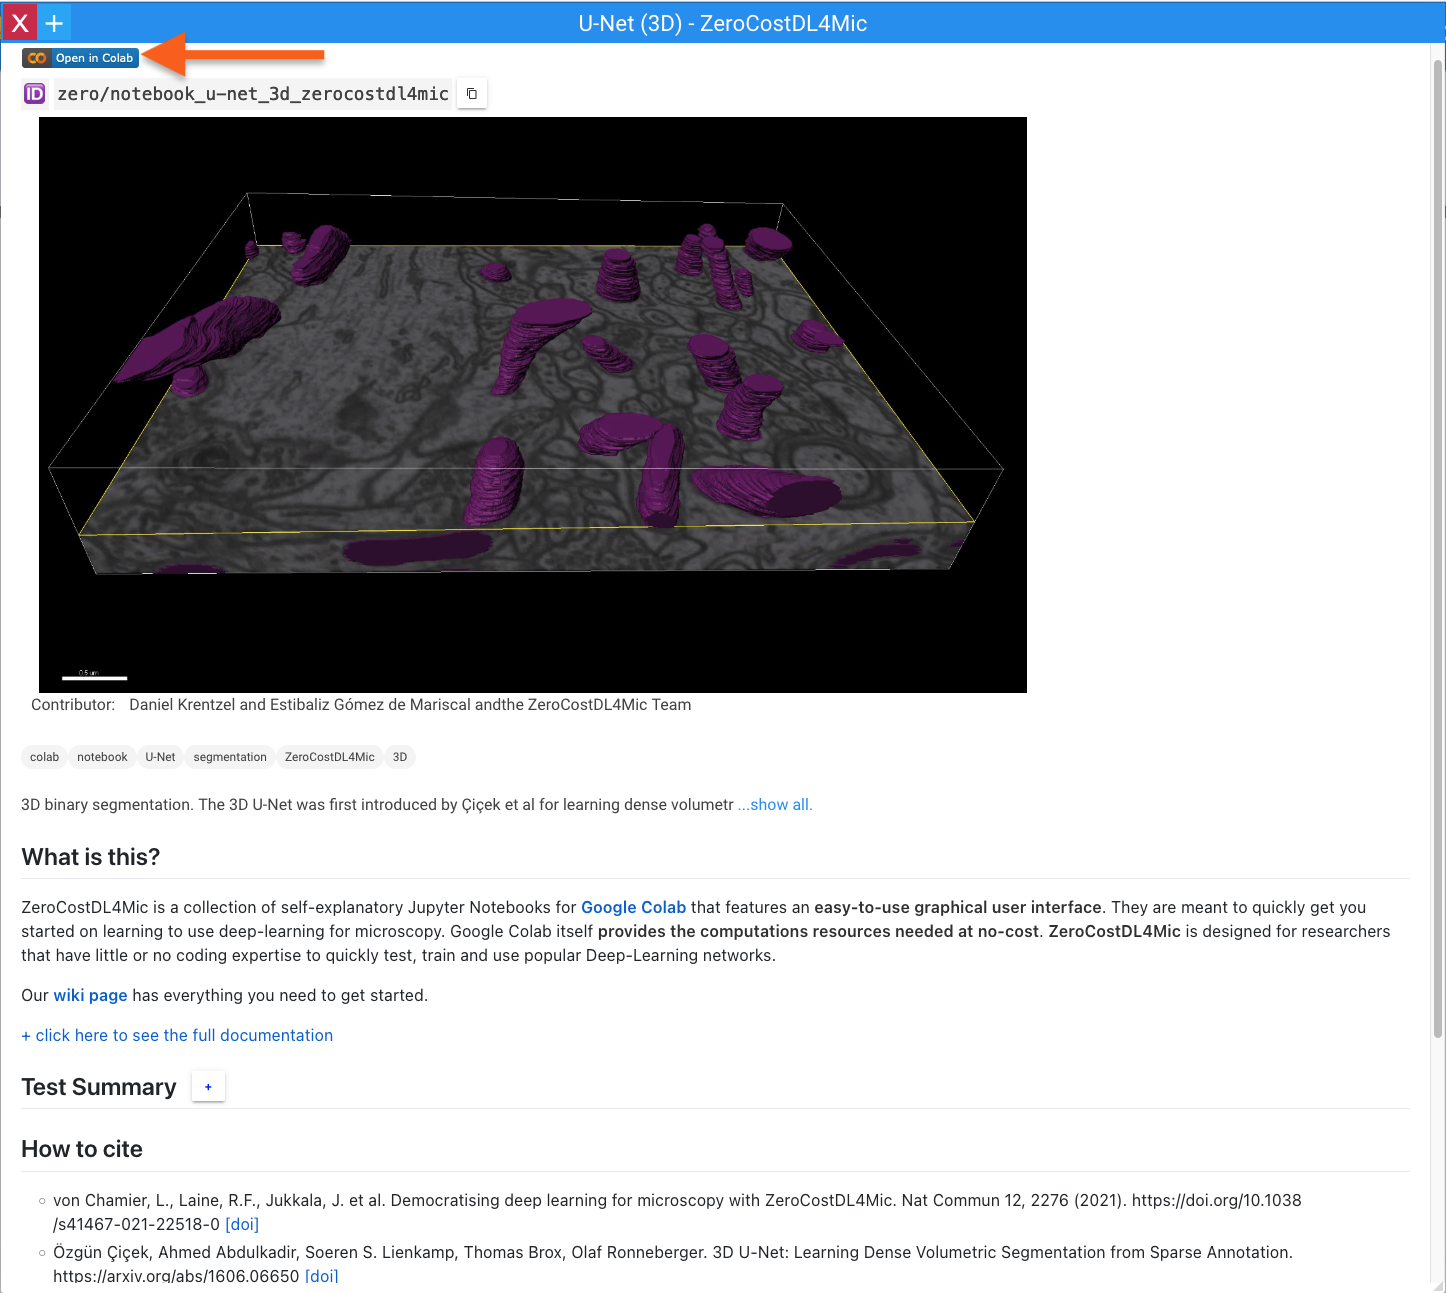 X + U-Net (3D) - ZeroCostDL4Mic
Open in Colab
ID zero/notebook_u-net_3d_zerocostdl4mic
0.5 um
Contributor: Daniel Krentzel and Estibaliz Gómez de Mariscal andthe ZeroCostDL4Mic Team
colab notebook U-Net segmentation ZeroCostDL4Mic 3D
3D binary segmentation. The 3D U-Net was first introduced by Çiçek et al for learning dense volumetr ...show all.
What is this?
ZeroCostDL4Mic is a collection of self-explanatory Jupyter Notebooks for Google Colab that features an easy-to-use graphical user interface. They are meant to quickly get you
started on learning to use deep-learning for microscopy. Google Colab itself provides the computations resources needed at no-cost. ZeroCostDL4Mic is designed for researchers
that have little or no coding expertise to quickly test, train and use popular Deep-Learning networks.
Our wiki page has everything you need to get started.
+ click here to see the full documentation
Test Summary +
How to cite
von Chamier, L., Laine, R.F., Jukkala, J. et al. Democratising deep learning for microscopy with ZeroCostDL4Mic. Nat Commun 12, 2276 (2021). https://doi.org/10.1038
/s41467-021-22518-0 [doi]
Özgün Çiçek, Ahmed Abdulkadir, Soeren S. Lienkamp, Thomas Brox, Olaf Ronneberger. 3D U-Net: Learning Dense Volumetric Segmentation from Sparse Annotation.
https://arxiv.org/abs/1606.06650 [doi]